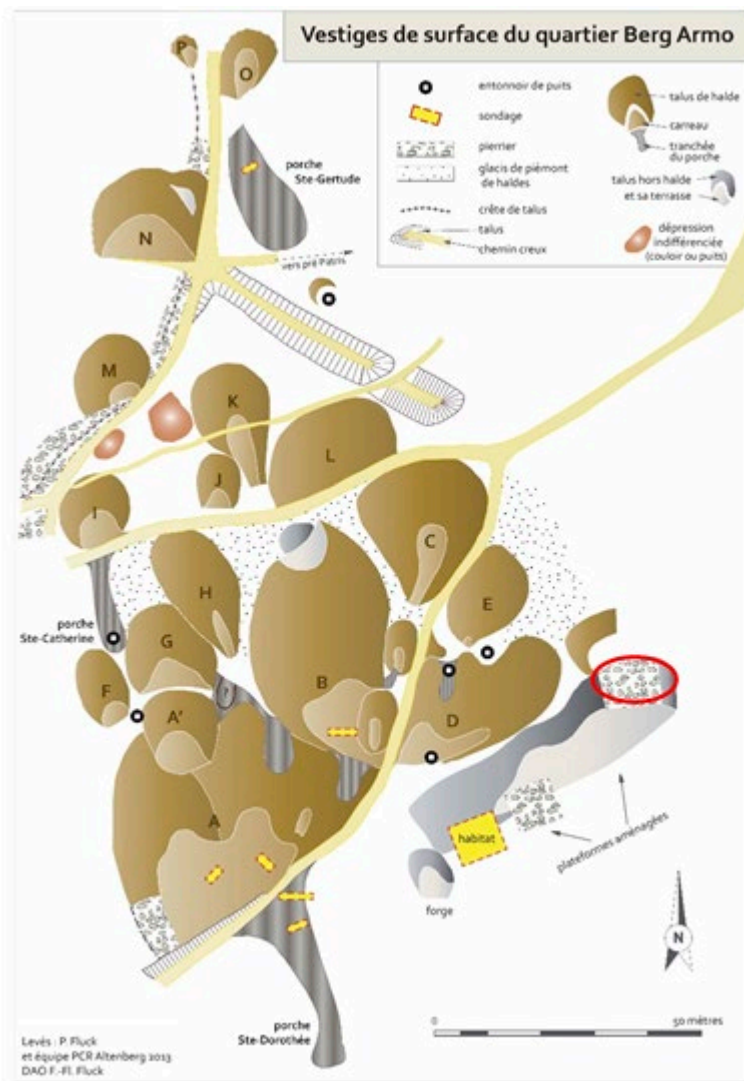 Vestiges de surface du quartier Berg Armo
entonnoir de puits
sondage
pierrier
glacis de piémont
de haldes
crête de talus
talus
chemin creux
talus de halde
carreau
tranchée
du porche
talus hors halde
et sa terrasse
dépression
indifférenciée
(couloir ou puits)
P
O
porche
Ste-Gertude
N
vers pré Patris
M
K
J
L
I
C
H
E
porche
Ste-Catherine
G
F
B
A'
D
A
habitat
plateformes aménagées
forge
N
porche
Ste-Dorothée
0
50 mètres
Levés : P. Fluck
et équipe PCR Altenberg 2013
DAO F.-Fl. Fluck